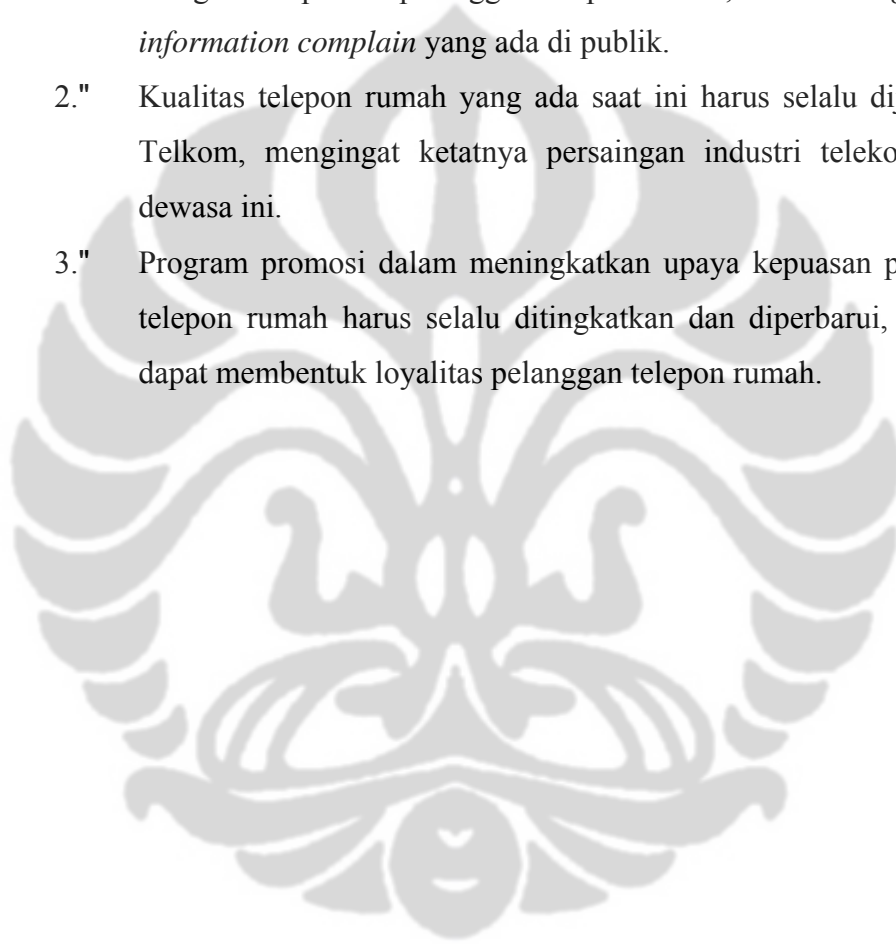 information complain yang ada di publik.
2." Kualitas telepon rumah yang ada saat ini harus selalu
Telkom, mengingat ketatnya persaingan industri
dewasa ini.
3." Program promosi dalam meningkatkan upaya kepuasan
telepon rumah harus selalu ditingkatkan dan diperbarui,
dapat membentuk loyalitas pelanggan telepon rumah.